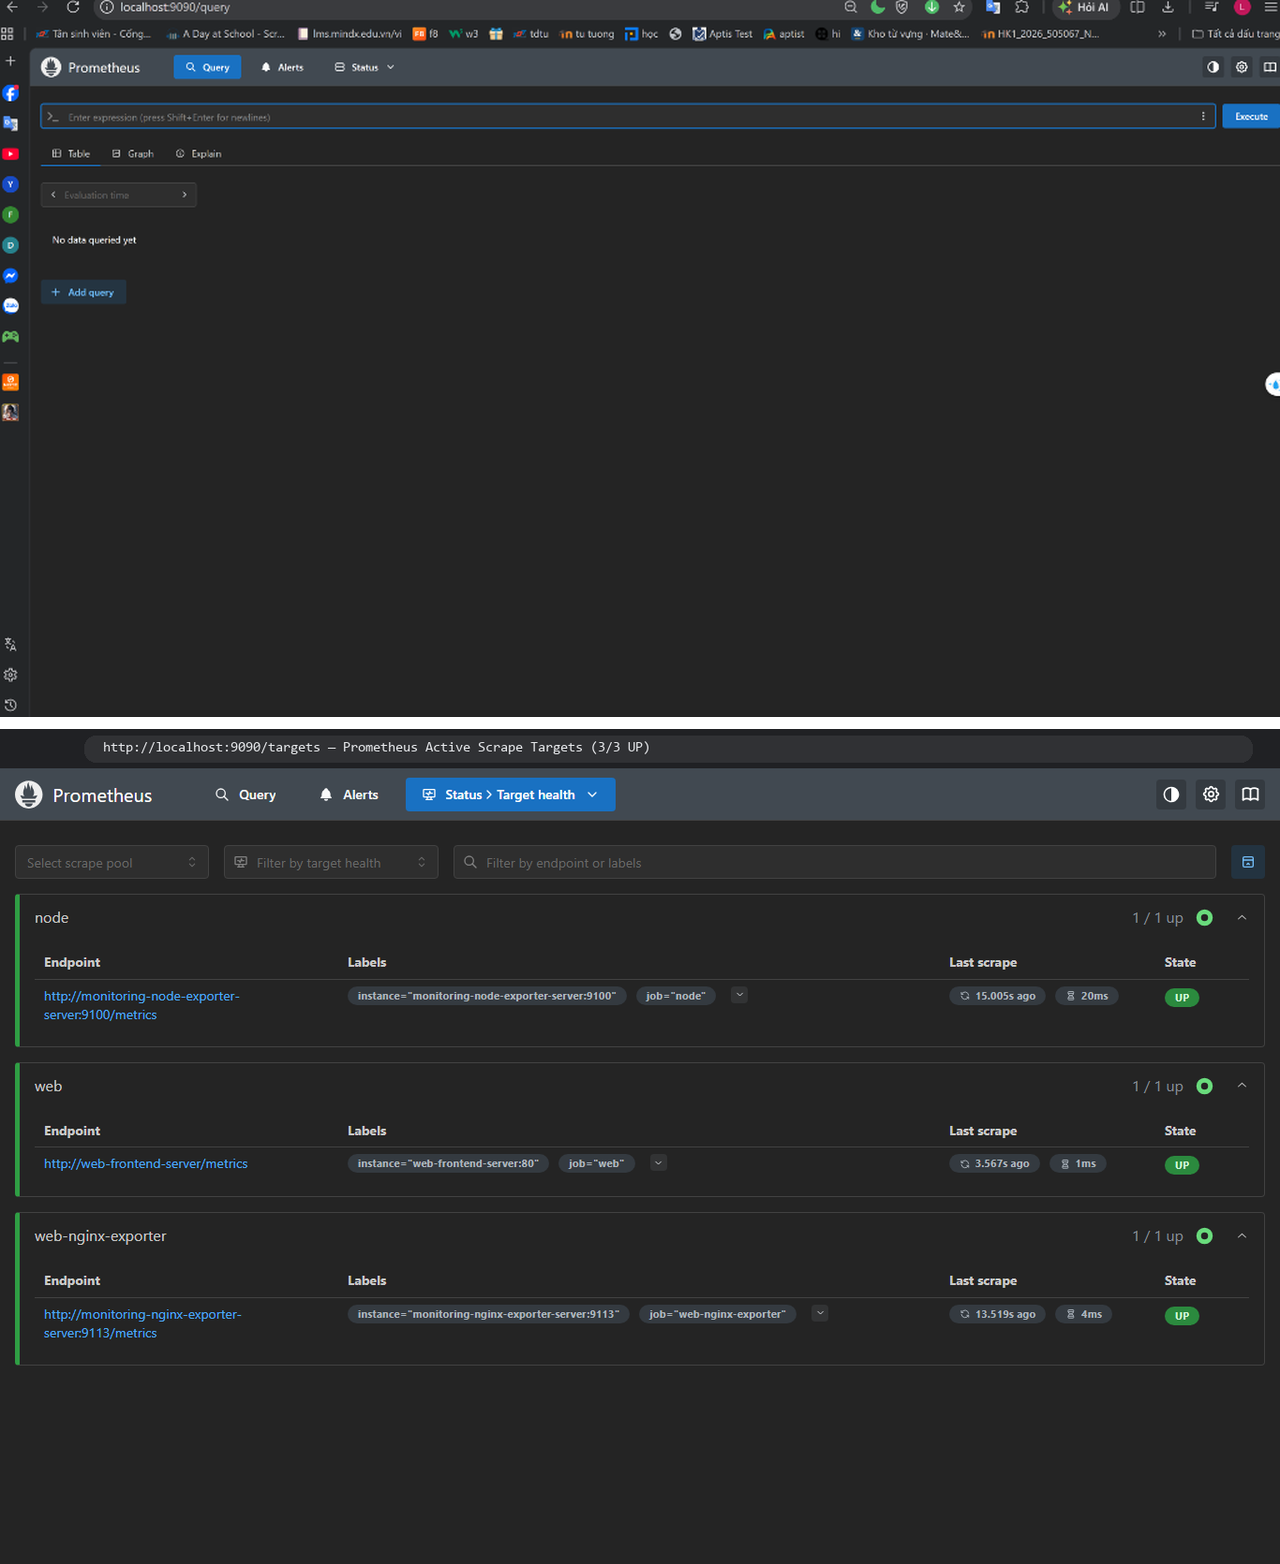 localhost:9090/query
Hỏi AI
Tân sinh viên - Cổng...
A Day at School - Scr...
lms.mindx.edu.vn/vi
f8
w3
tdtu
tu tuong
học
Aptis Test
aptist
hi
Kho từ vựng · Mate&...
HK1_2026_505067_N...
»
Tất cả dấu trang
Prometheus
Query
Alerts
Status
Enter expression (press Shift+Enter for newlines)
Execute
Table
Graph
Explain
Evaluation time
No data queried yet
+ Add query
http://localhost:9090/targets — Prometheus Active Scrape Targets (3/3 UP)
Prometheus
Query
Alerts
Status > Target health
Select scrape pool
Filter by target health
Filter by endpoint or labels
node
1 / 1 up
Endpoint
Labels
Last scrape
State
http://monitoring-node-exporter-
server:9100/metrics
instance="monitoring-node-exporter-server:9100"
job="node"
15.005s ago
20ms
UP
web
1 / 1 up
Endpoint
Labels
Last scrape
State
http://web-frontend-server/metrics
instance="web-frontend-server:80"
job="web"
3.567s ago
1ms
UP
web-nginx-exporter
1 / 1 up
Endpoint
Labels
Last scrape
State
http://monitoring-nginx-exporter-
server:9113/metrics
instance="monitoring-nginx-exporter-server:9113"
job="web-nginx-exporter"
13.519s ago
4ms
UP